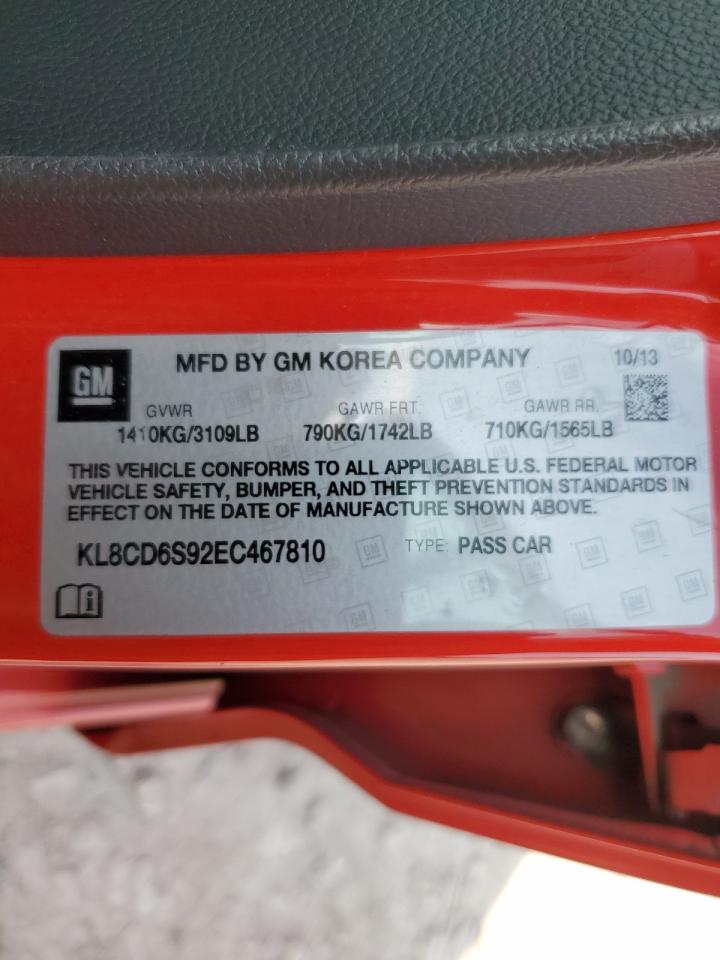 GM
MFD BY GM KOREA COMPANY 10/13
GVWR GAWR FRT. GAWR RR.
1410KG/3109LB 790KG/1742LB 710KG/1565LB
THIS VEHICLE CONFORMS TO ALL APPLICABLE U.S. FEDERAL MOTOR
VEHICLE SAFETY, BUMPER, AND THEFT PREVENTION STANDARDS IN
EFFECT ON THE DATE OF MANUFACTURE SHOWN ABOVE.
KL8CD6S92EC467810 TYPE: PASS CAR
i